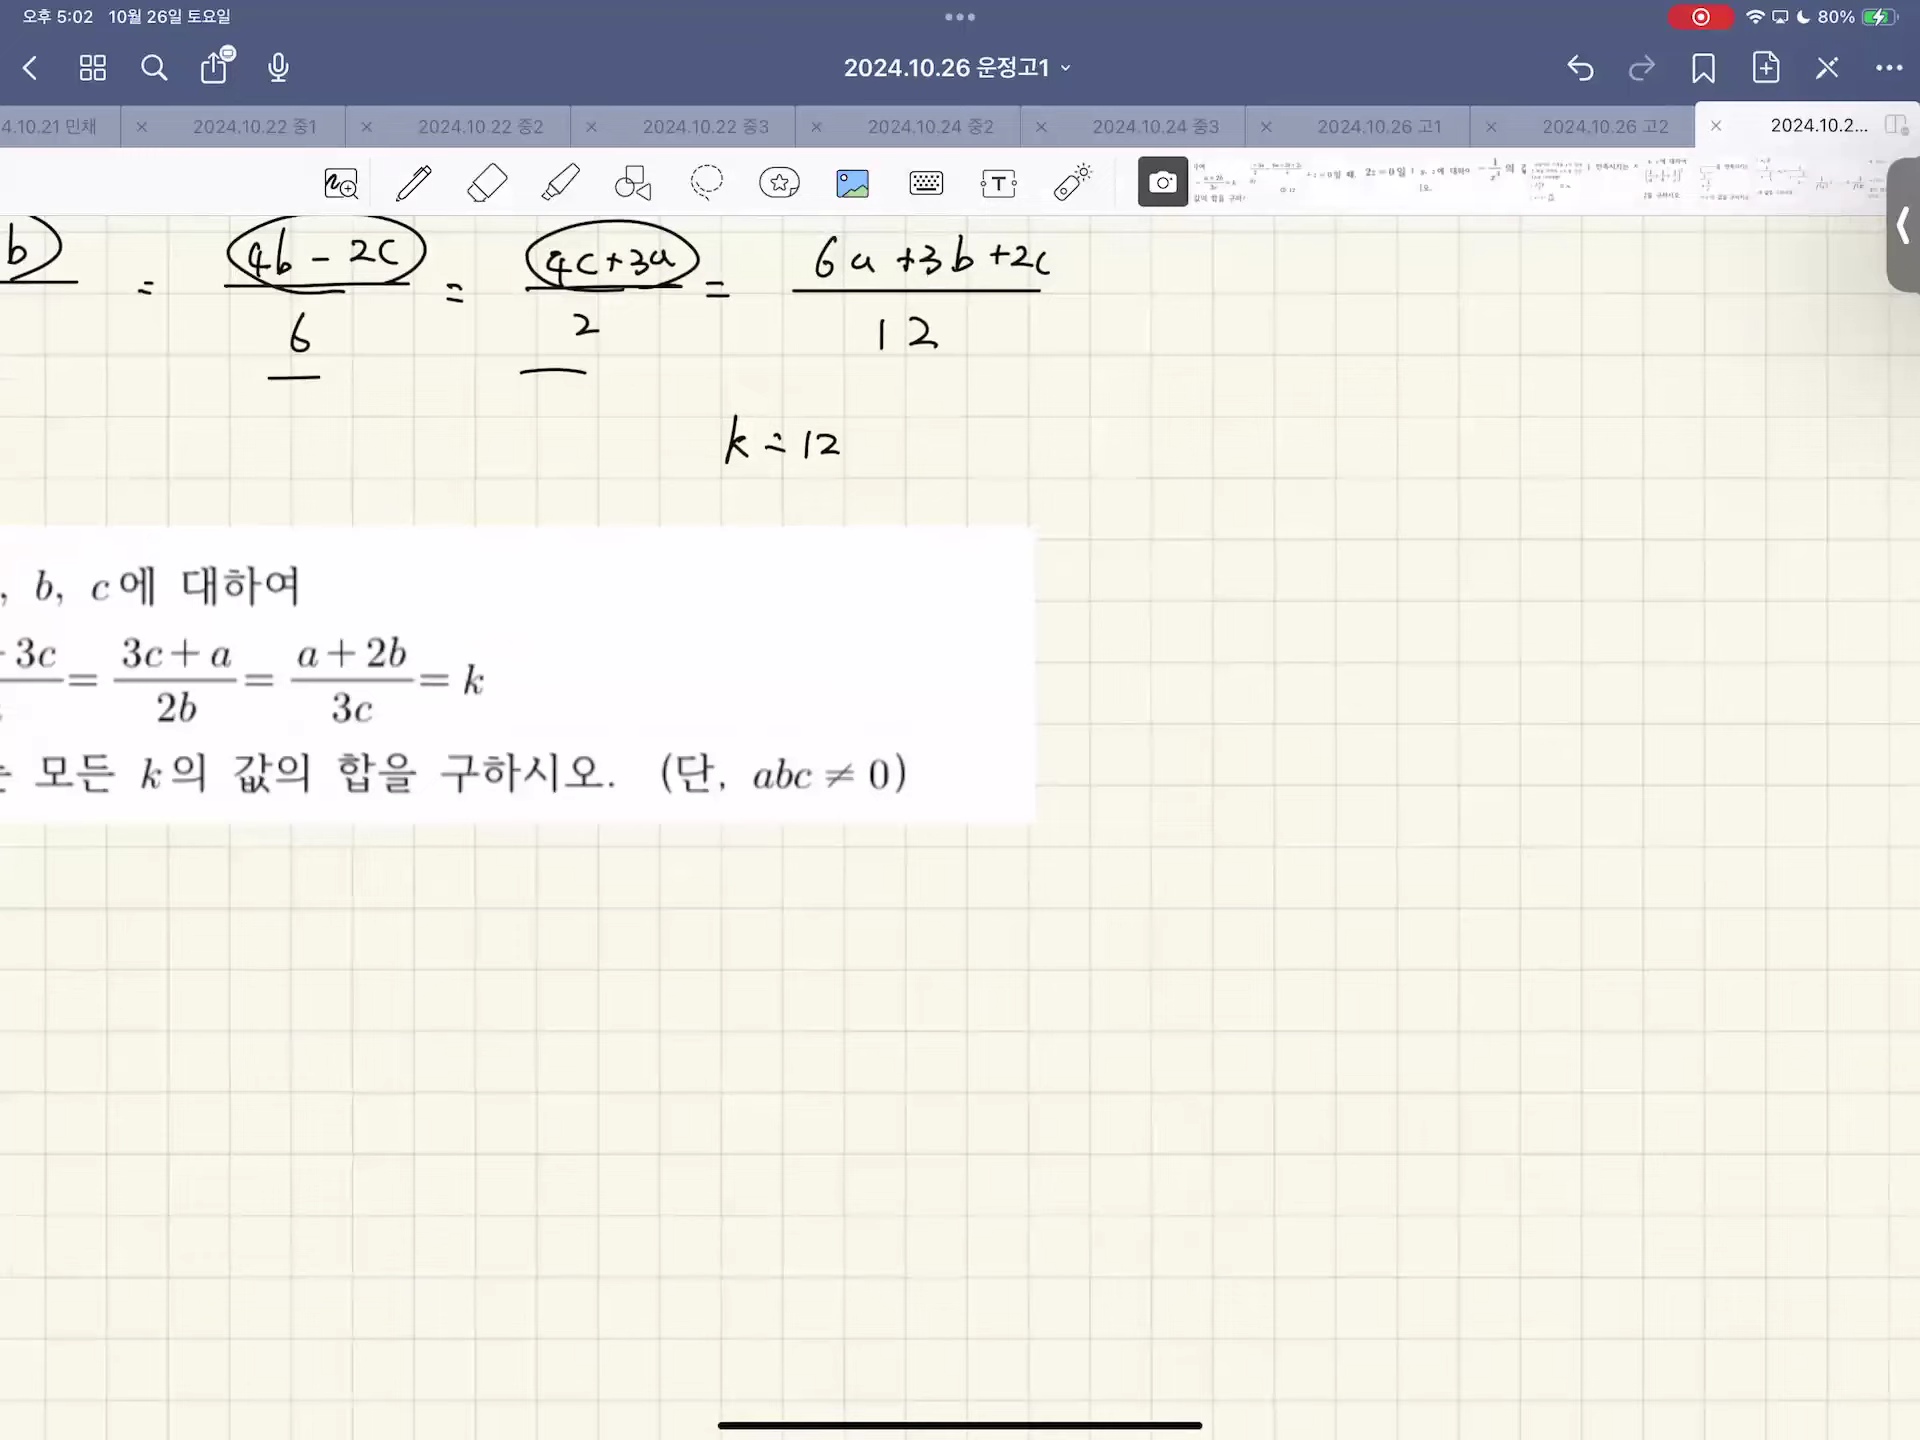 오후 5:02 10월 26일 토요일
80%
2024.10.26 운정고1
4.10.21 민채
2024.10.22 중1
2024.10.22 중2
2024.10.22 중3
2024.10.24 중2
2024.10.24 중3
2024.10.26 고1
2024.10.26 고2
2024.10.2...
b = 4b - 2c / 6 = 4c + 3a / 2 = 6a + 3b + 2c / 12
k = 12
, b, c에 대하여
3c = 3c + a / 2b = a + 2b / 3c = k
모든 k의 값의 합을 구하시오. (단, abc ≠ 0)